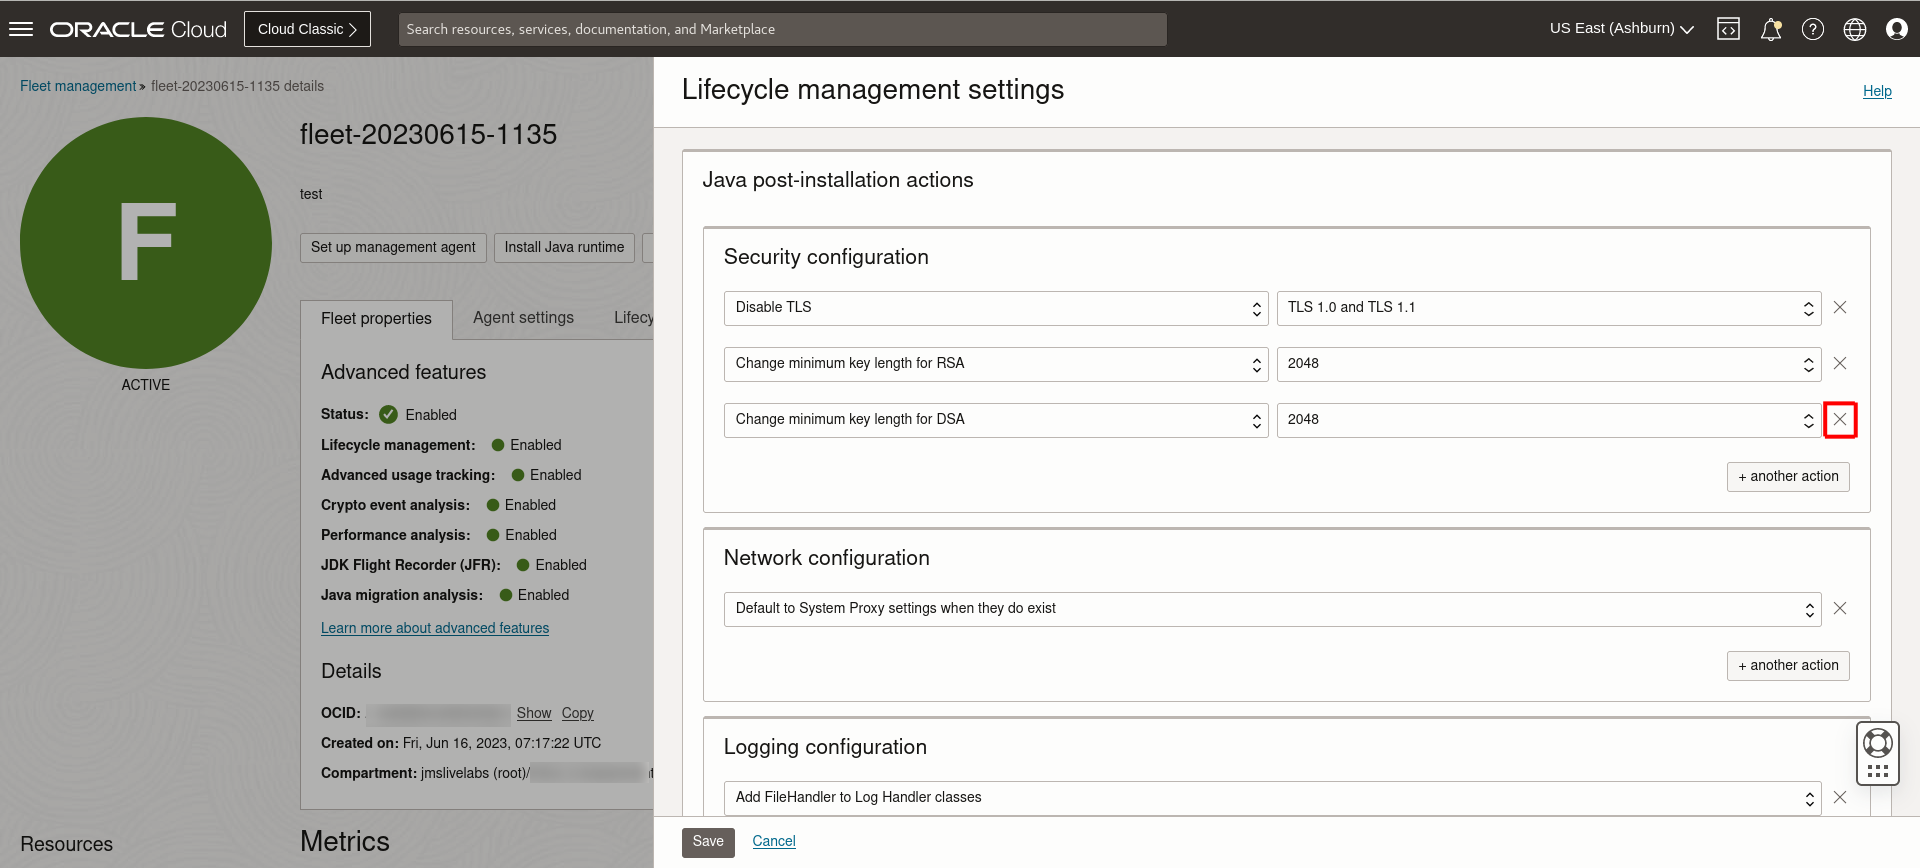 ORACLE Cloud
Cloud Classic
Search resources, services, documentation, and Marketplace
US East (Ashburn)
Fleet management » fleet-20230615-1135 details
F
ACTIVE
fleet-20230615-1135
test
Set up management agent
Install Java runtime
Fleet properties
Agent settings
Lifecy
Advanced features
Status: Enabled
Lifecycle management: Enabled
Advanced usage tracking: Enabled
Crypto event analysis: Enabled
Performance analysis: Enabled
JDK Flight Recorder (JFR): Enabled
Java migration analysis: Enabled
Learn more about advanced features
Details
OCID: Show Copy
Created on: Fri, Jun 16, 2023, 07:17:22 UTC
Compartment: jmslivelabs (root)/
Resources
Metrics
Lifecycle management settings
Help
Java post-installation actions
Security configuration
Disable TLS
TLS 1.0 and TLS 1.1
Change minimum key length for RSA
2048
Change minimum key length for DSA
2048
+ another action
Network configuration
Default to System Proxy settings when they do exist
+ another action
Logging configuration
Add FileHandler to Log Handler classes
Save
Cancel